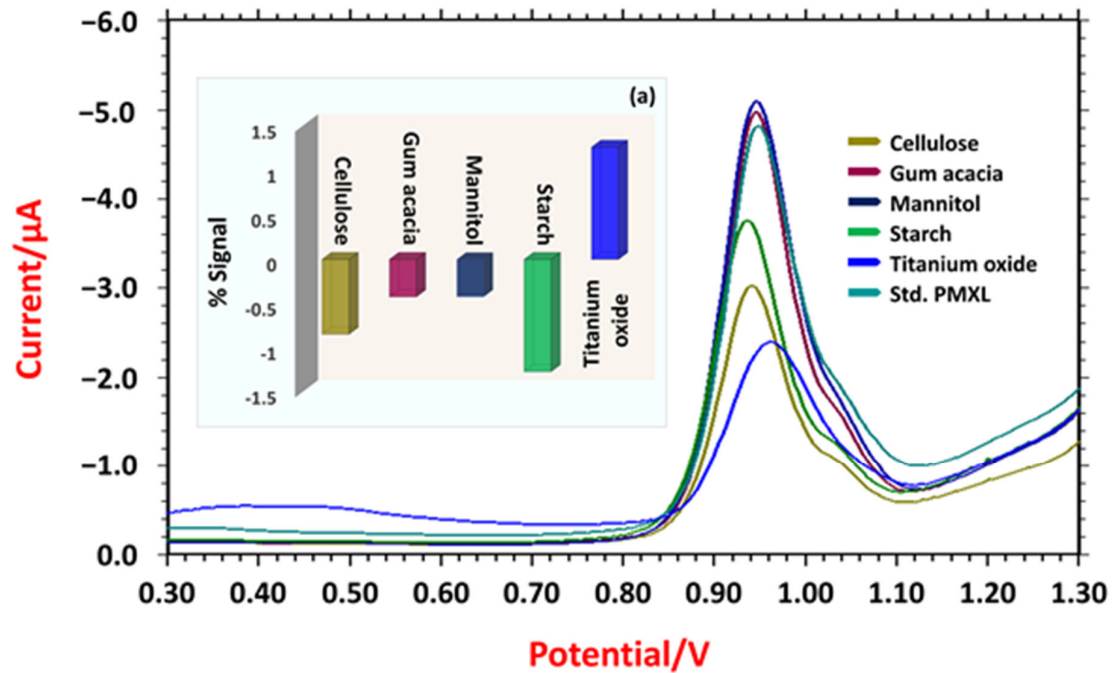 −6.0
−5.0
−4.0
−3.0
−2.0
−1.0
0.0
Current/µA
(a)
1.5
1
0.5
0
-0.5
-1
-1.5
% Signal
Cellulose
Gum acacia
Mannitol
Starch
Titanium
oxide
Cellulose
Gum acacia
Mannitol
Starch
Titanium oxide
Std. PMXL
0.30 0.40 0.50 0.60 0.70 0.80 0.90 1.00 1.10 1.20 1.30
Potential/V